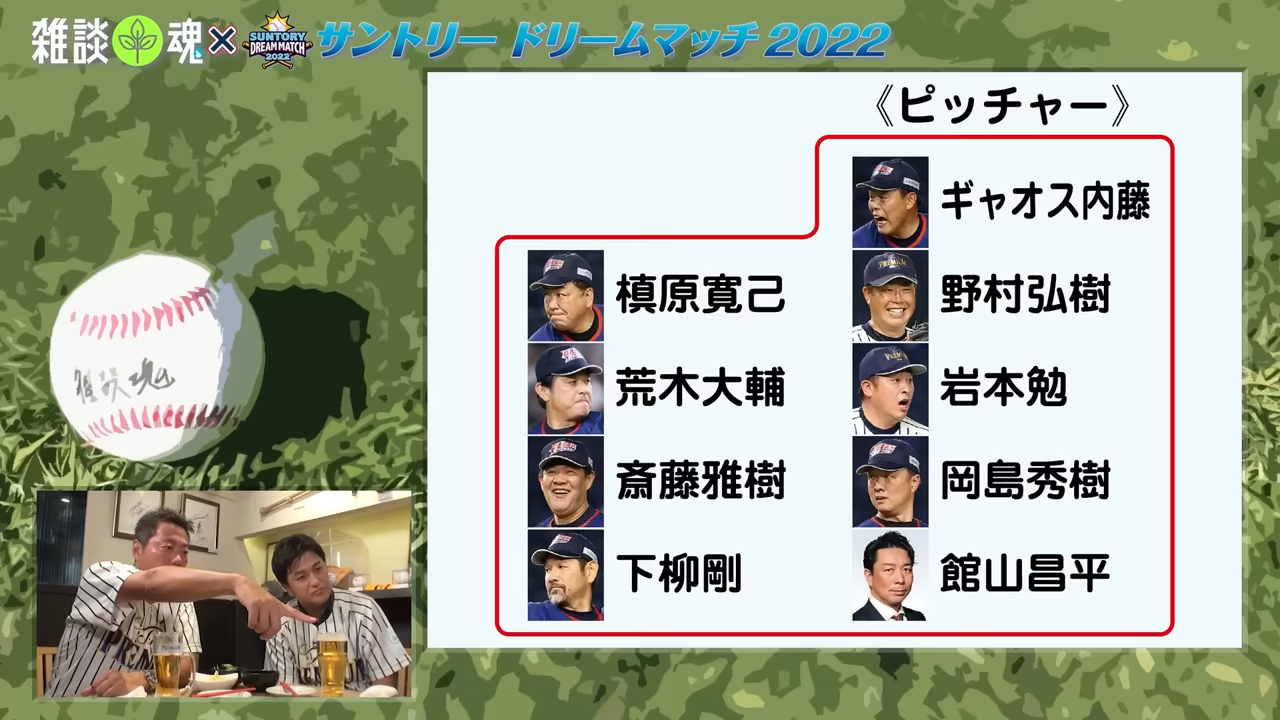 雑談魂×SUNTORY DREAM MATCH 2022 サントリー ドリームマッチ 2022
《ピッチャー》
ギャオス内藤
槙原寛己
野村弘樹
荒木大輔
岩本勉
斎藤雅樹
岡島秀樹
下柳剛
館山昌平
雑談魂